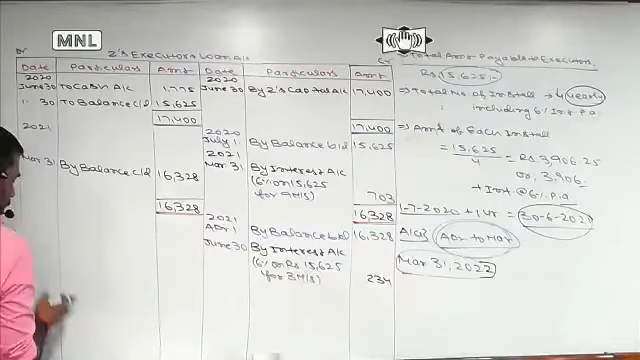 MNL
Dr
Z's Executors Loan A/c
Cr
Date Particulars Amt Date Particulars Amt
2020 2020
June 30 To Cash A/c 1,775 June 30 By Z's Capital A/c 17,400
" 30 To Balance c/d 15,625
17,400 17,400
2020
July 1 By Balance b/d 15,625
2021 2021
Mar 31 By Balance c/d 16,328 Mar 31 By Interest A/c
(6% on 15,625
for 9M/s) 703
16,328 16,328
2021
Apr 1 By Balance b/d 16,328
June 30 By Interest A/c
(6% on Rs 15,625
for 3M/s) 234
Total Amt Payable to Executors,
Rs 15,625/-
⇒ Total No of Install → 4 yearly
including 6% Int P.a
⇒ Amt of Each Install
= 15,625/4 = Rs 3,906.25
or, 3,906
+ Int @ 6% P.a
1-7-2020 + 1 yr = 30-6-2021
A/c Apr to Mar
Mar 31, 2022